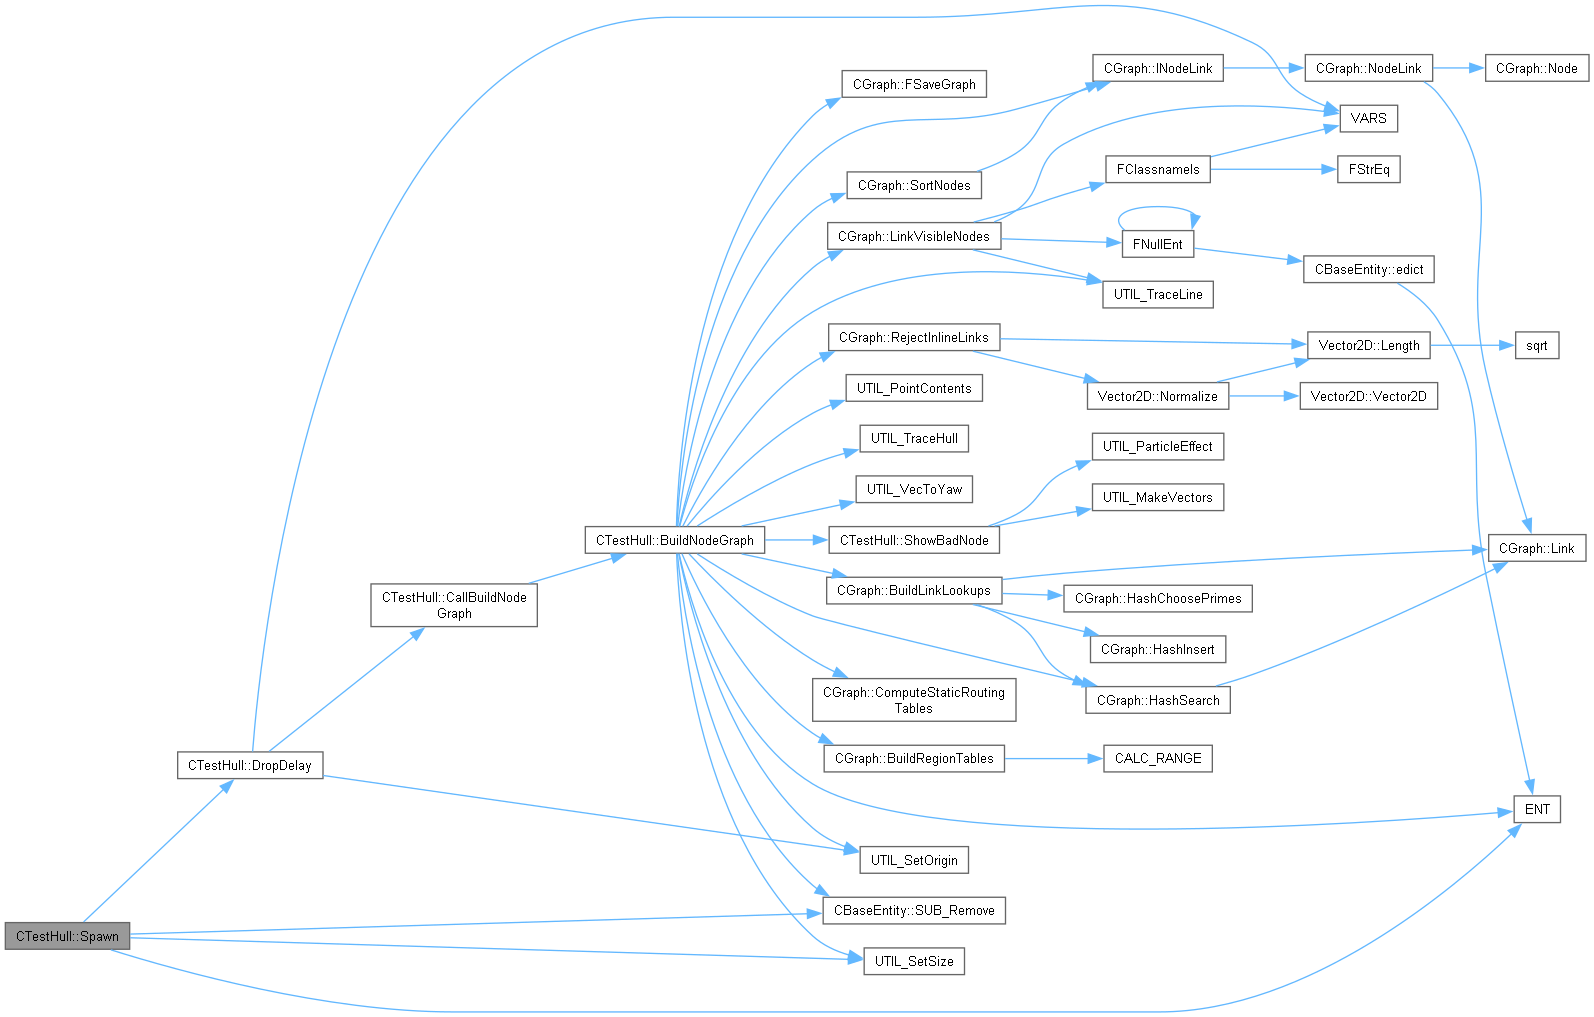 CTestHull::Spawn
CTestHull::DropDelay
CTestHull::CallBuildNode
Graph
CTestHull::BuildNodeGraph
CGraph::FSaveGraph
CGraph::SortNodes
CGraph::LinkVisibleNodes
CGraph::RejectInlineLinks
UTIL_PointContents
UTIL_TraceHull
UTIL_VecToYaw
CTestHull::ShowBadNode
CGraph::BuildLinkLookups
CGraph::ComputeStaticRouting
Tables
CGraph::BuildRegionTables
UTIL_SetOrigin
CBaseEntity::SUB_Remove
UTIL_SetSize
CGraph::INodeLink
FClassnameIs
FNullEnt
UTIL_TraceLine
Vector2D::Normalize
UTIL_ParticleEffect
UTIL_MakeVectors
CGraph::HashChoosePrimes
CGraph::HashInsert
CGraph::HashSearch
CALC_RANGE
CGraph::NodeLink
VARS
FStrEq
CBaseEntity::edict
Vector2D::Length
Vector2D::Vector2D
CGraph::Node
sqrt
CGraph::Link
ENT